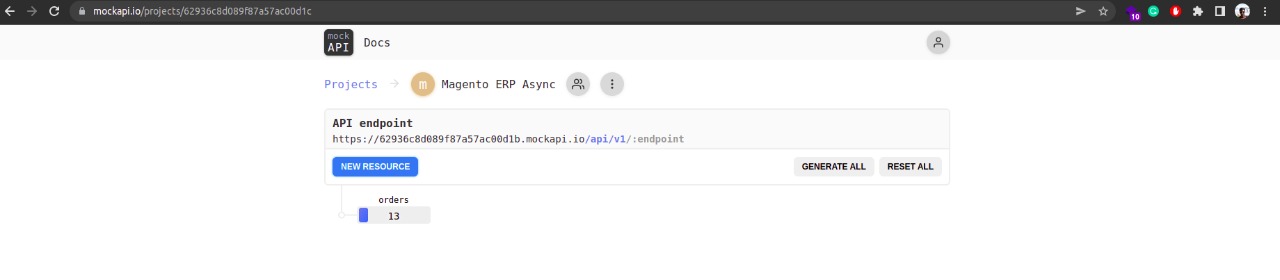 mockapi.io/projects/62936c8d089f87a57ac00d1c
10
mock
API
Docs
Projects
m
Magento ERP Async
API endpoint
https://62936c8d089f87a57ac00d1b.mockapi.io/api/v1/:endpoint
NEW RESOURCE
GENERATE ALL
RESET ALL
orders
13